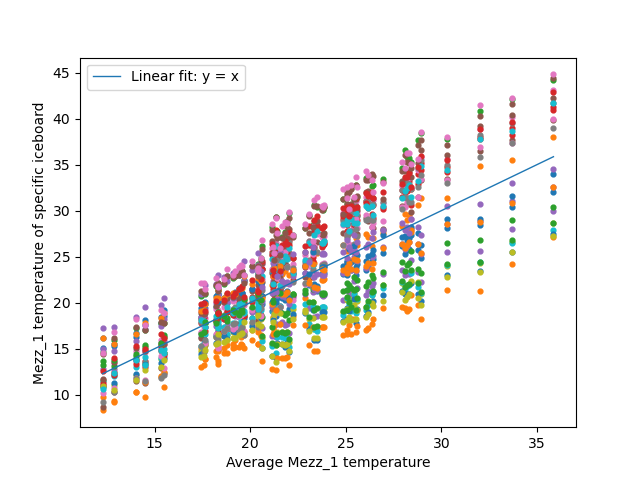 Linear fit: y = x
45
40
35
30
25
20
15
10
Mezz_1 temperature of specific iceboard
15 20 25 30 35
Average Mezz_1 temperature